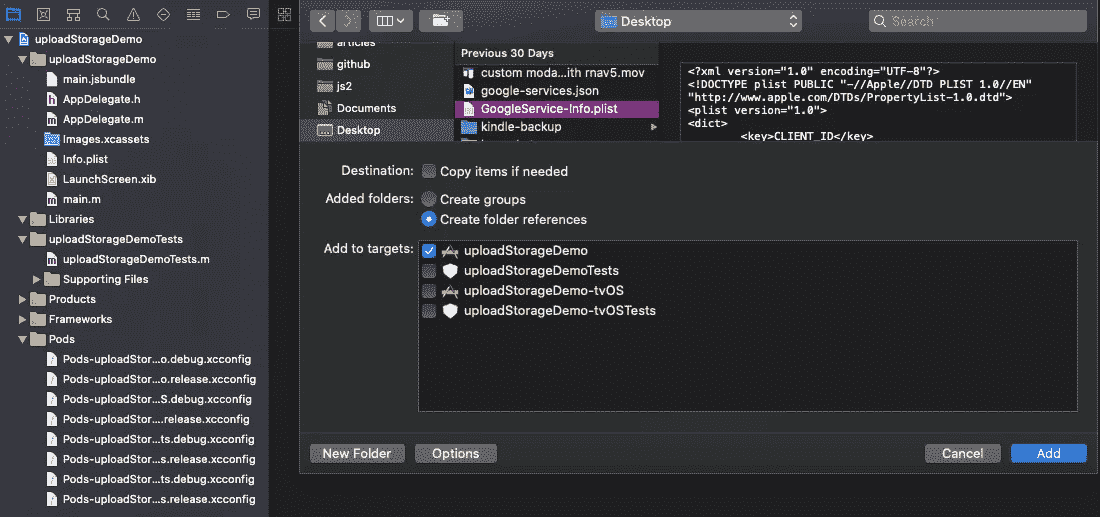 uploadStorageDemo
uploadStorageDemo
main.jsbundle
AppDelegate.h
AppDelegate.m
Images.xcassets
Info.plist
LaunchScreen.xib
main.m
Libraries
uploadStorageDemoTests
uploadStorageDemoTests.m
Supporting Files
Products
Frameworks
Pods
Pods-uploadStor...o.debug.xcconfig
Pods-uploadStor...o.release.xcconfig
Pods-uploadStor...S.debug.xcconfig
Pods-uploadStor....release.xcconfig
Pods-uploadStor...ts.debug.xcconfig
Pods-uploadStor...s.release.xcconfig
Pods-uploadStor...ts.debug.xcconfig
Pods-uploadStor...s.release.xcconfig
Desktop
Search
articles
github
js2
Documents
Desktop
Previous 30 Days
custom moda...ith rnav5.mov
google-services.json
GoogleService-Info.plist
kindle-backup
<?xml version="1.0" encoding="UTF-8"?>
<!DOCTYPE plist PUBLIC "-//Apple//DTD PLIST 1.0//EN"
"http://www.apple.com/DTDs/PropertyList-1.0.dtd">
<plist version="1.0">
<dict>
<key>CLIENT_ID</key>
Destination: Copy items if needed
Added folders: Create groups
Create folder references
Add to targets: uploadStorageDemo
uploadStorageDemoTests
uploadStorageDemo-tvOS
uploadStorageDemo-tvOSTests
New Folder Options Cancel Add